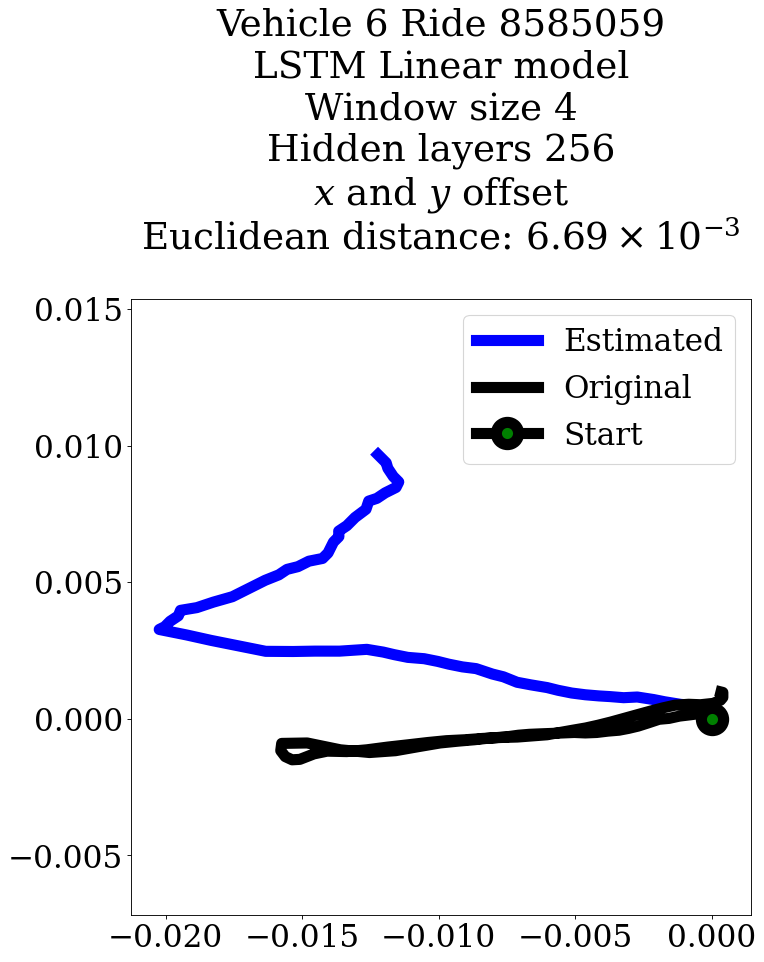 Vehicle 6 Ride 8585059
LSTM Linear model
Window size 4
Hidden layers 256
x and y offset
Euclidean distance: 6.69 × 10⁻³
0.015
0.010
0.005
0.000
−0.005
Estimated
Original
Start
−0.020 −0.015 −0.010 −0.005 0.000